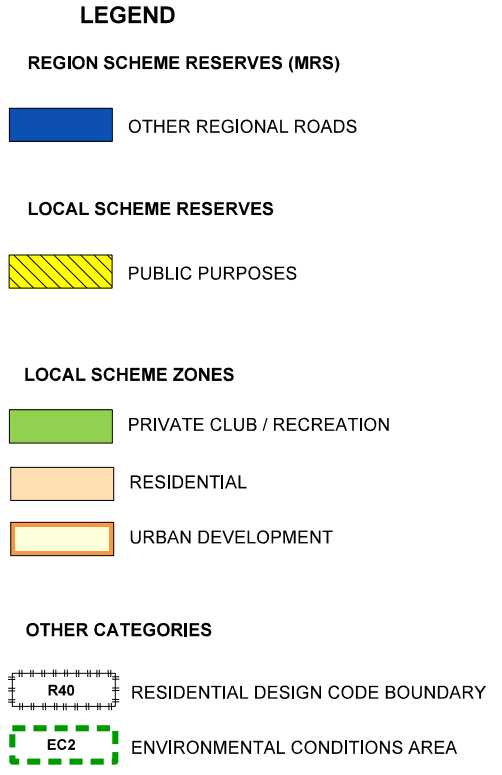 LEGEND
REGION SCHEME RESERVES (MRS)
OTHER REGIONAL ROADS
LOCAL SCHEME RESERVES
PUBLIC PURPOSES
LOCAL SCHEME ZONES
PRIVATE CLUB / RECREATION
RESIDENTIAL
URBAN DEVELOPMENT
OTHER CATEGORIES
R40 RESIDENTIAL DESIGN CODE BOUNDARY
EC2 ENVIRONMENTAL CONDITIONS AREA